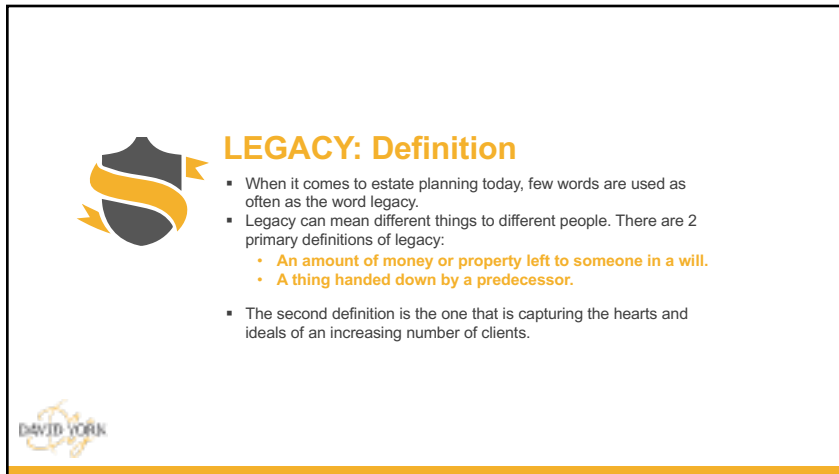 LEGACY: Definition
▪ When it comes to estate planning today, few words are used as
often as the word legacy.
▪ Legacy can mean different things to different people. There are 2
primary definitions of legacy:
• An amount of money or property left to someone in a will.
• A thing handed down by a predecessor.
▪ The second definition is the one that is capturing the hearts and
ideals of an increasing number of clients.
DAVID YORK